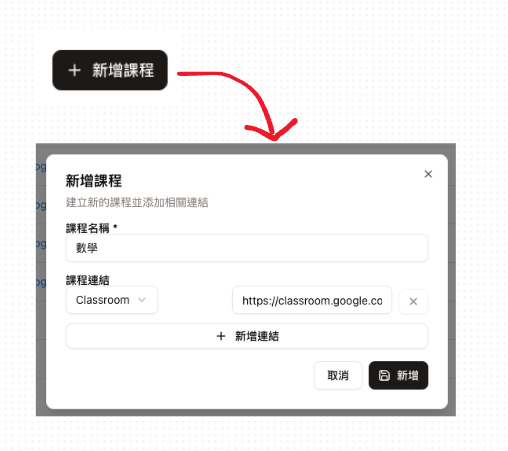 + 新增課程
新增課程
建立新的課程並添加相關連結
課程名稱 *
數學
課程連結
Classroom
https://classroom.google.co
+ 新增連結
取消
新增